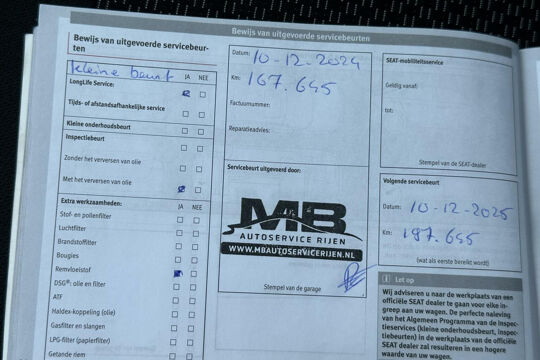 Bewijs van uitgevoerde servicebeurten
Bewijs van uitgevoerde servicebeur-
ten
kleine beurt JA NEE
LongLife Service:
Tijds- of afstandsafhankelijke service
Kleine onderhoudsbeurt
Inspectiebeurt
Zonder het verversen van olie
Met het verversen van olie
Extra werkzaamheden: JA NEE
Stof- en pollenfilter
Luchtfilter
Brandstoffilter
Bougies
Remvloeistof
DSG®: olie en filter
ATF
Haldex-koppeling (olie)
Gasfilter en slangen
LPG-filter (papierfilter)
Getande riem
Datum: 10-12-2024
Km: 167.645
Factuurnummer:
Reparatieadvies:
Servicebeurt uitgevoerd door:
MB
AUTOSERVICE RIJEN
WWW.MBAUTOSERVICERIJEN.NL
Stempel van de garage
SEAT-mobiliteitsservice
Geldig vanaf:
tot:
Stempel van de SEAT-dealer
Volgende servicebeurt
Datum: 10-12-2025
Km: 197.645
(wat als eerste bereikt wordt)
i Let op
Wij adviseren u naar de werkplaats van een
officiële SEAT dealer te gaan voor elke in-
greep aan uw wagen. De perfecte naleving
van het Algemeen Programma van de Inspec-
tieservices (kleine onderhoudsbeurt, inspec-
tiebeurten) in de werkplaats van de officiële
SEAT dealer zal resulteren in een hogere
waarde van uw wagen.